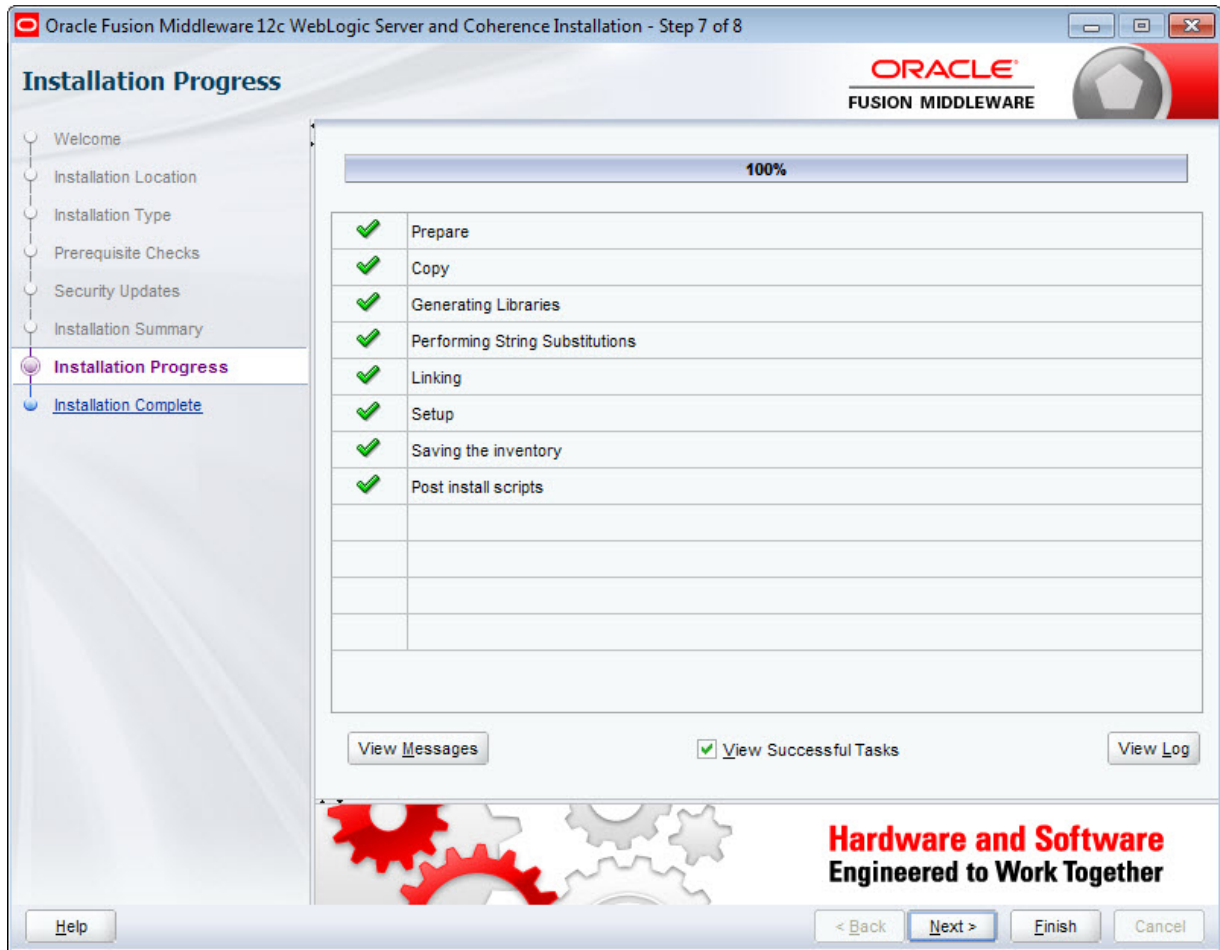 Oracle Fusion Middleware 12c WebLogic Server and Coherence Installation - Step 7 of 8
Installation Progress
ORACLE
FUSION MIDDLEWARE
Welcome
Installation Location
Installation Type
Prerequisite Checks
Security Updates
Installation Summary
Installation Progress
Installation Complete
100%
Prepare
Copy
Generating Libraries
Performing String Substitutions
Linking
Setup
Saving the inventory
Post install scripts
View Messages
View Successful Tasks
View Log
Hardware and Software
Engineered to Work Together
Help
< Back
Next >
Finish
Cancel